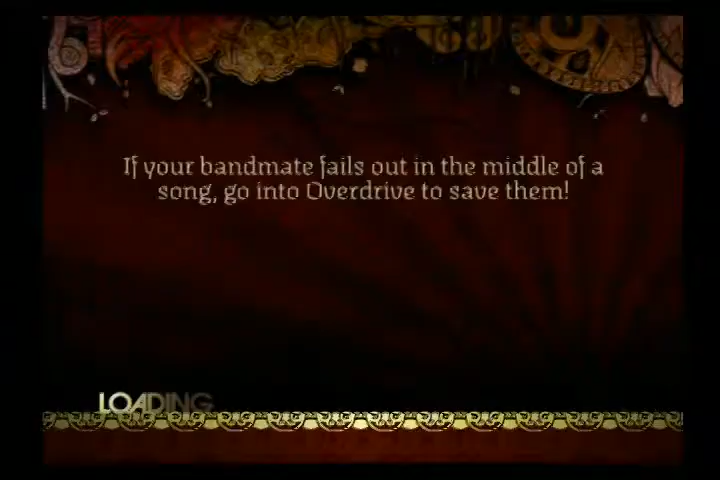 If your bandmate fails out in the middle of a
song, go into Overdrive to save them!
LOADING